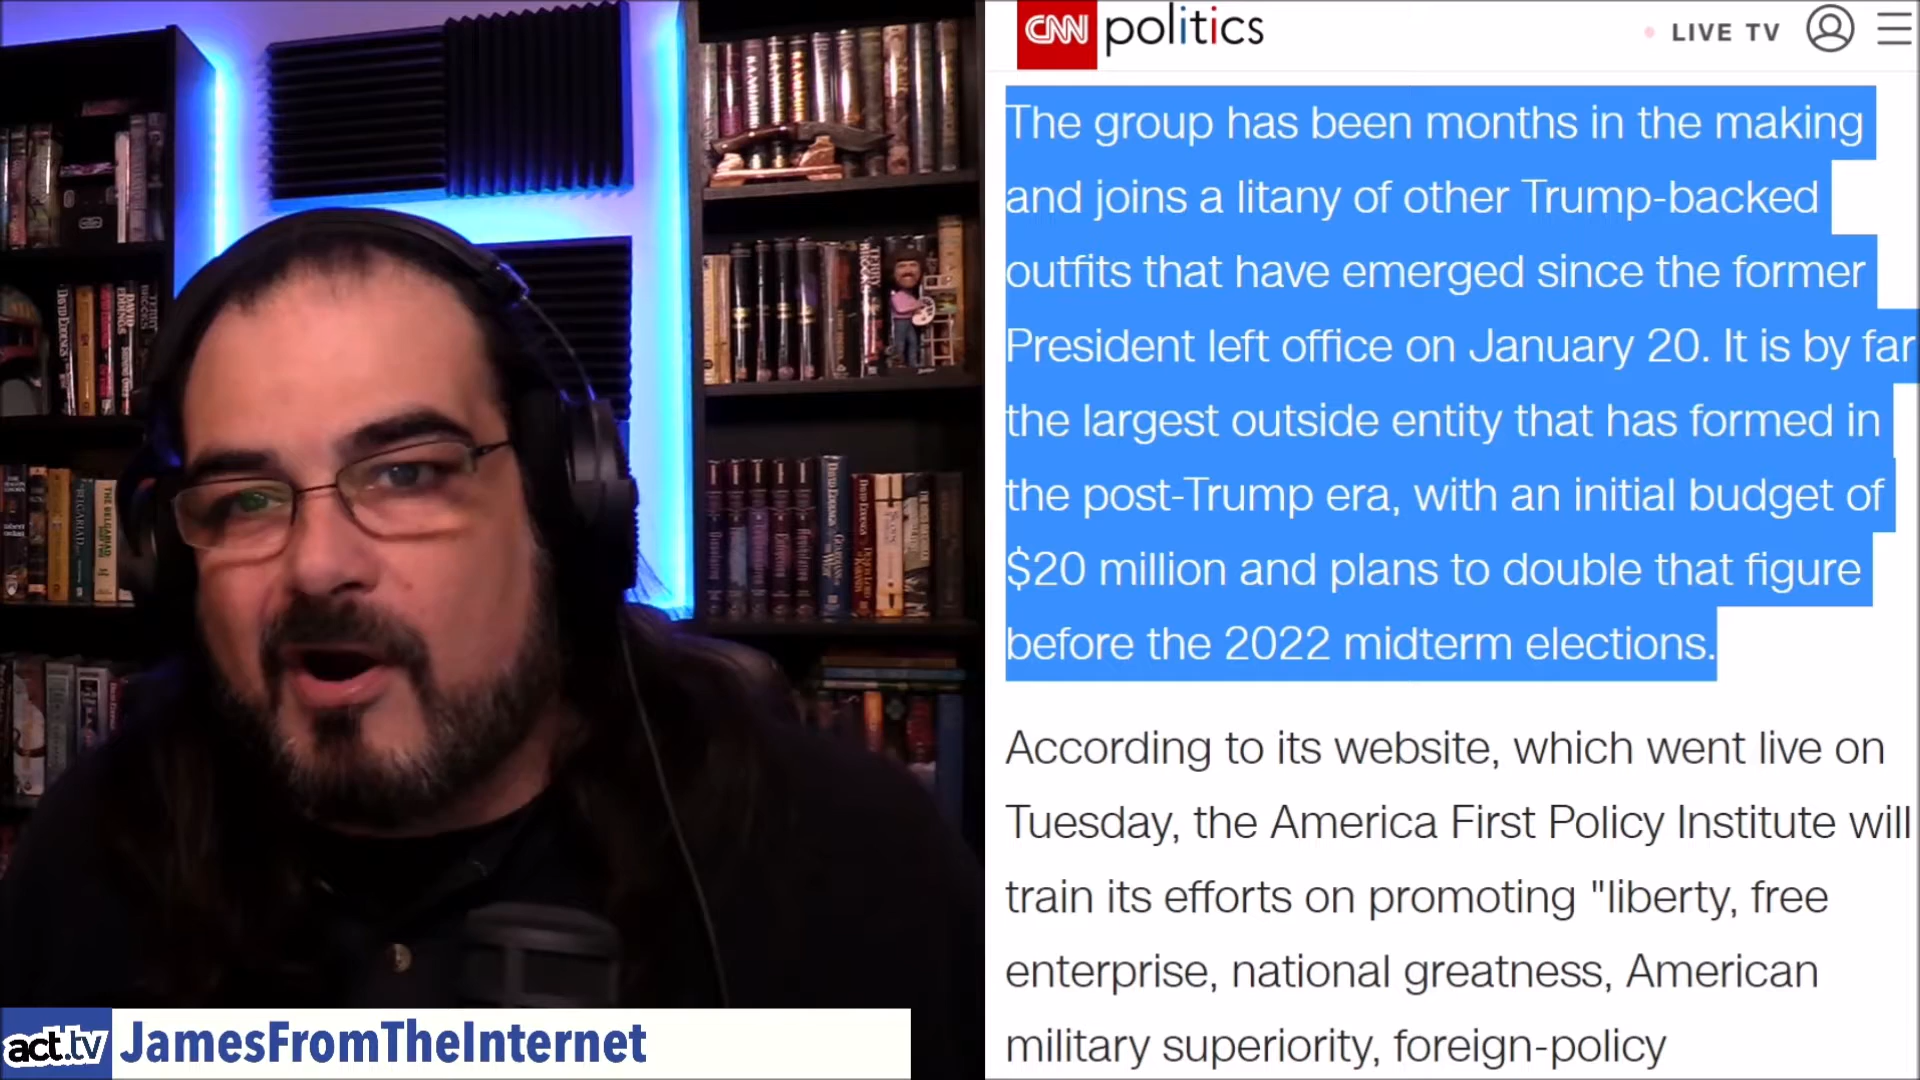 CNN politics
LIVE TV
The group has been months in the making
and joins a litany of other Trump-backed
outfits that have emerged since the former
President left office on January 20. It is by far
the largest outside entity that has formed in
the post-Trump era, with an initial budget of
$20 million and plans to double that figure
before the 2022 midterm elections.
According to its website, which went live on
Tuesday, the America First Policy Institute will
train its efforts on promoting "liberty, free
enterprise, national greatness, American
military superiority, foreign-policy
act.tv JamesFromTheInternet